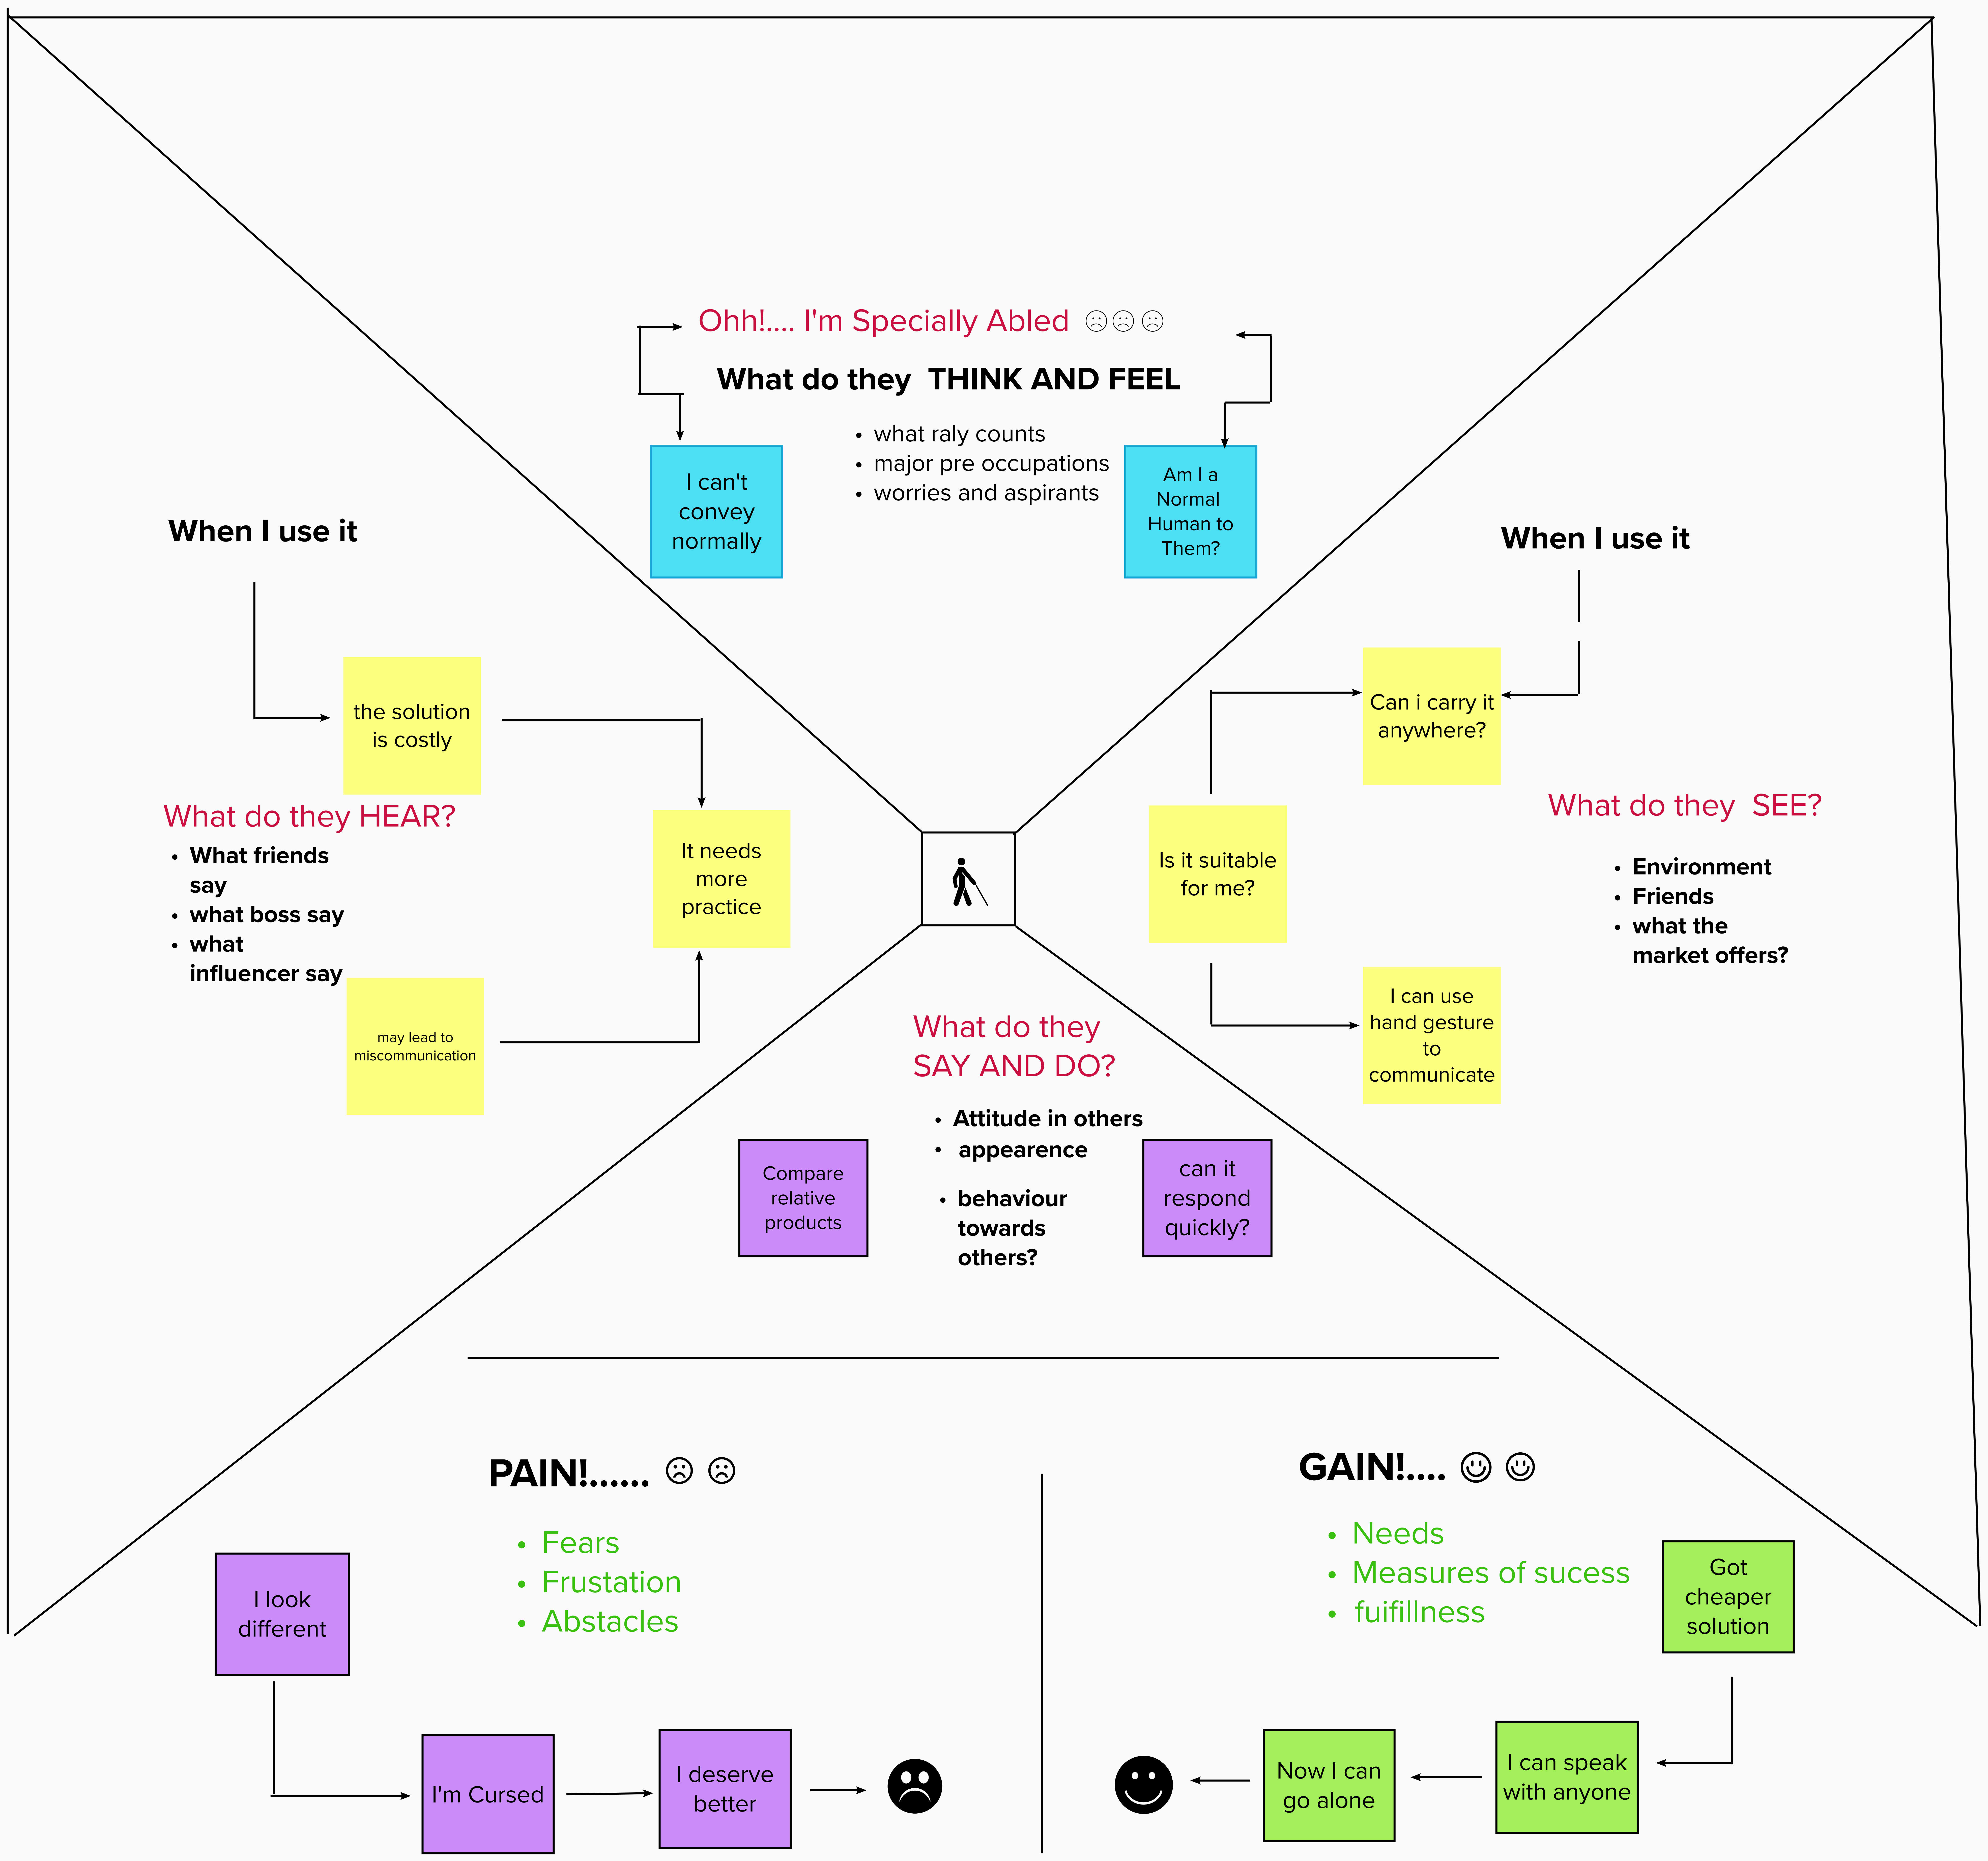 Ohh!.... I'm Specially Abled
What do they THINK AND FEEL
• what raly counts
• major pre occupations
• worries and aspirants
I can't
convey
normally
Am I a
Normal
Human to
Them?
When I use it
the solution
is costly
What do they HEAR?
• What friends
say
• what boss say
• what
influencer say
It needs
more
practice
may lead to
miscommunication
When I use it
Can i carry it
anywhere?
What do they SEE?
Is it suitable
for me?
• Environment
• Friends
• what the
market offers?
I can use
hand gesture
to
communicate
What do they
SAY AND DO?
• Attitude in others
• appearence
• behaviour
towards
others?
Compare
relative
products
can it
respond
quickly?
PAIN!......
• Fears
• Frustation
• Abstacles
I look
different
I'm Cursed
I deserve
better
GAIN!....
• Needs
• Measures of sucess
• fuifillness
Got
cheaper
solution
I can speak
with anyone
Now I can
go alone